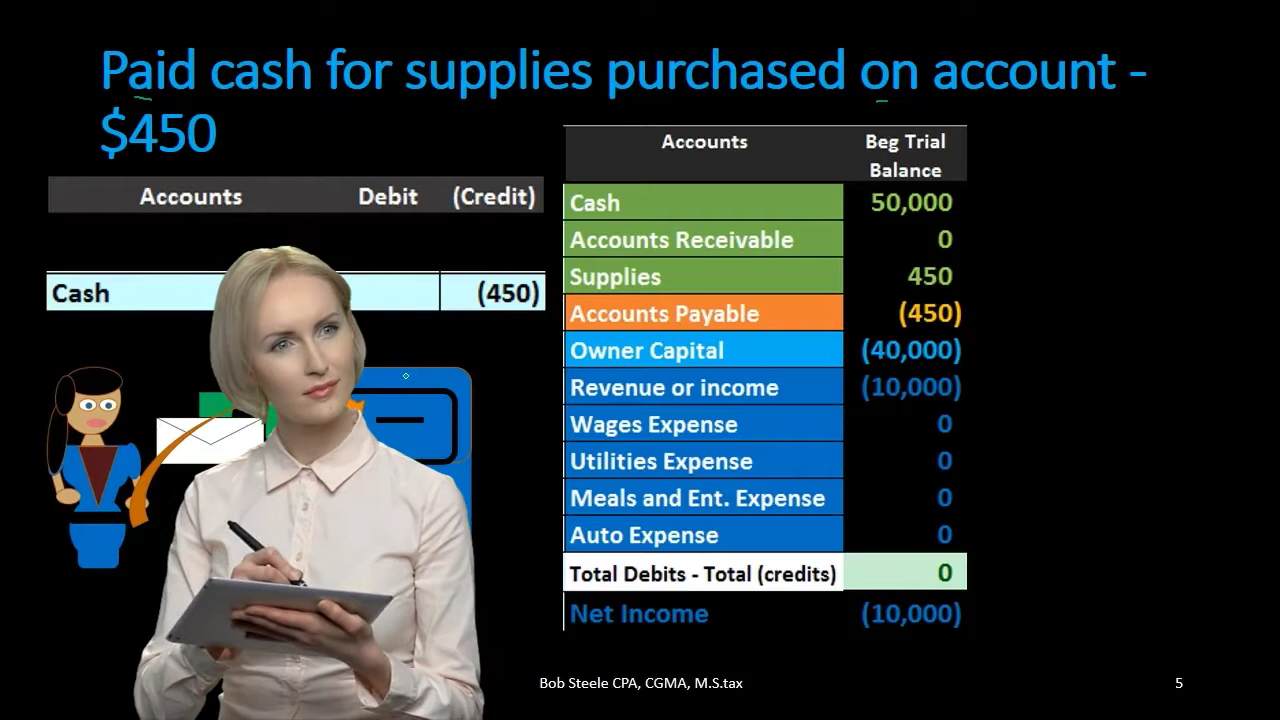 Paid cash for supplies purchased on account -
$450
Accounts Debit (Credit)
Cash (450)
Accounts Beg Trial
Balance
Cash 50,000
Accounts Receivable 0
Supplies 450
Accounts Payable (450)
Owner Capital (40,000)
Revenue or income (10,000)
Wages Expense 0
Utilities Expense 0
Meals and Ent. Expense 0
Auto Expense 0
Total Debits - Total (credits) 0
Net Income (10,000)
Bob Steele CPA, CGMA, M.S.tax 5